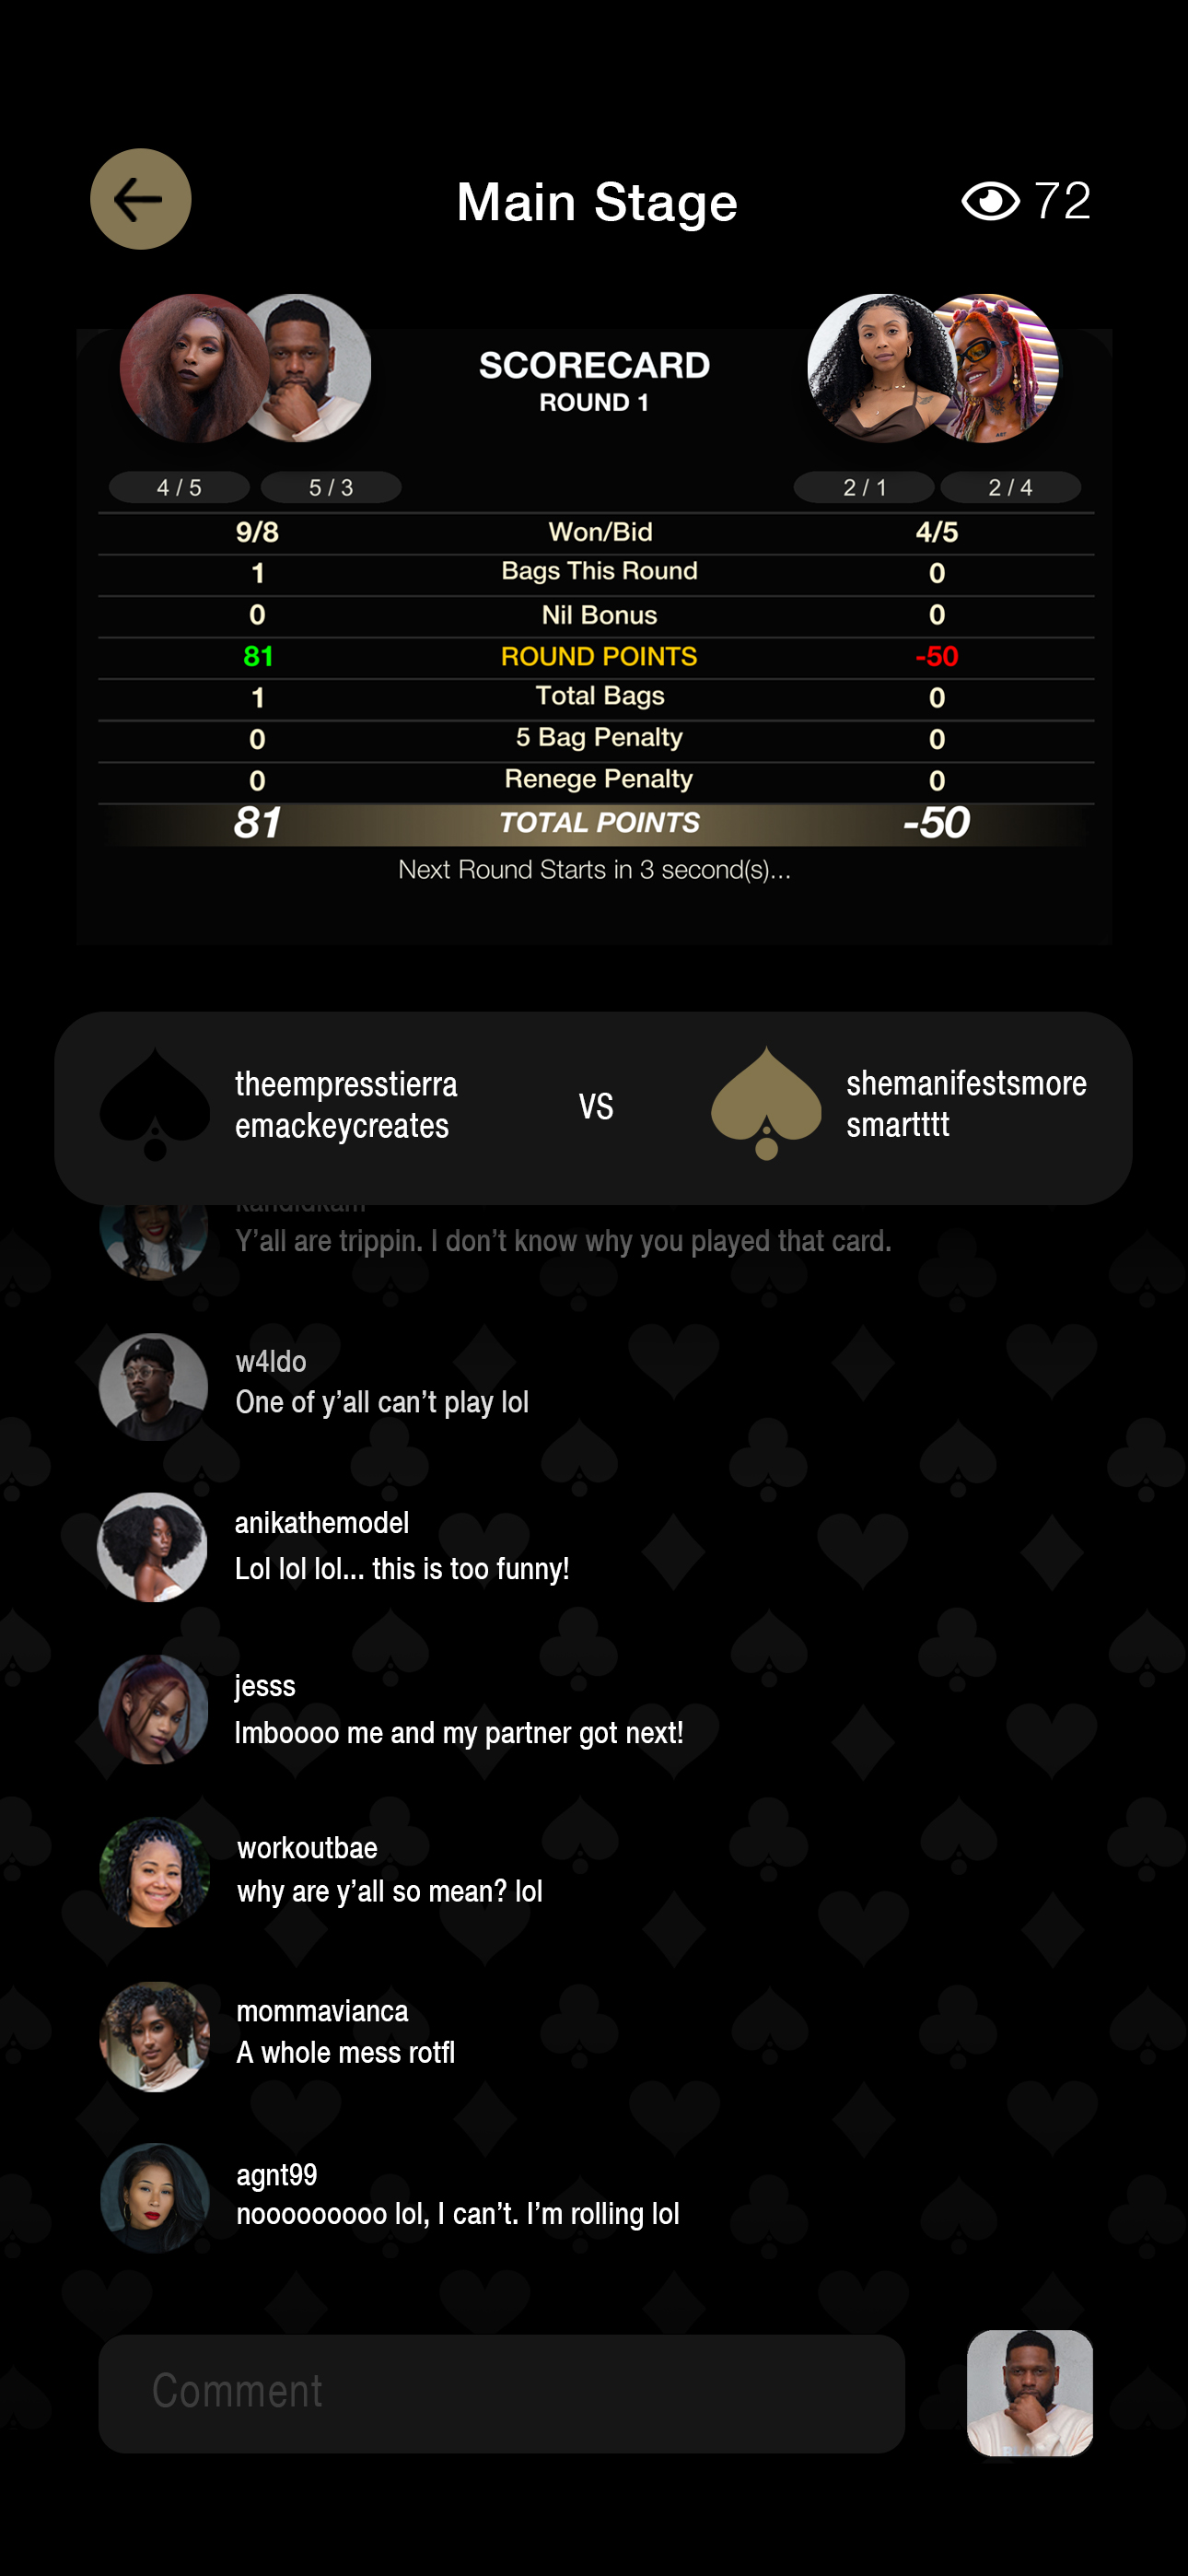 Main Stage
72
SCORECARD
ROUND 1
4 / 5
5 / 3
2 / 1
2 / 4
9/8 Won/Bid 4/5
1 Bags This Round 0
0 Nil Bonus 0
81 ROUND POINTS -50
1 Total Bags 0
0 5 Bag Penalty 0
0 Renege Penalty 0
81 TOTAL POINTS -50
Next Round Starts in 3 second(s)...
theempresstierra
emackeycreates
VS
shemanifestsmore
smartttt
Y’all are trippin. I don’t know why you played that card.
w4ldo
One of y’all can’t play lol
anikathemodel
Lol lol lol... this is too funny!
jesss
lmboooo me and my partner got next!
workoutbae
why are y’all so mean? lol
mommavianca
A whole mess rotfl
agnt99
nooooooooo lol, I can’t. I’m rolling lol
Comment